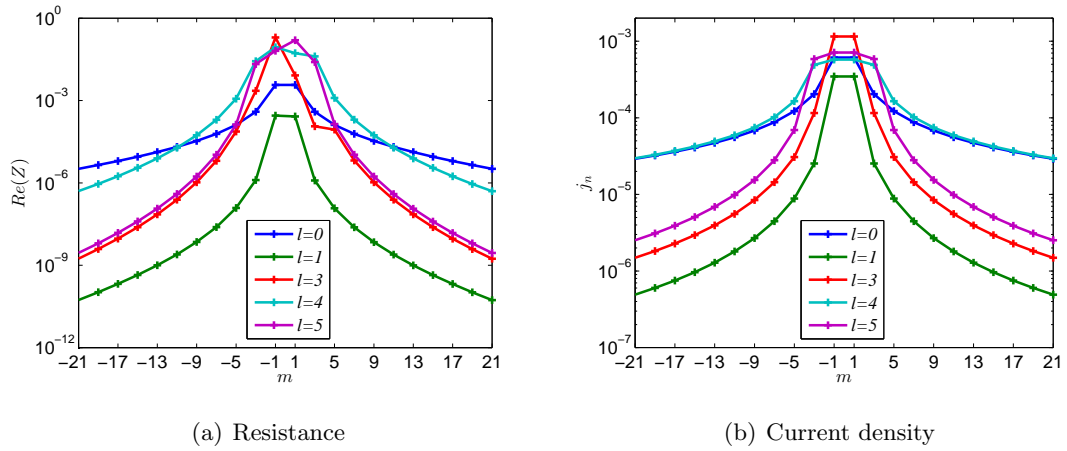 10^0
10^-3
10^-6
10^-9
10^-12
Re(Z)
l=0
l=1
l=3
l=4
l=5
−21 −17 −13 −9 −5 −1 1 5 9 13 17 21
m
(a) Resistance
10^-3
10^-4
10^-5
10^-6
10^-7
j_n
l=0
l=1
l=3
l=4
l=5
−21 −17 −13 −9 −5 −1 1 5 9 13 17 21
m
(b) Current density